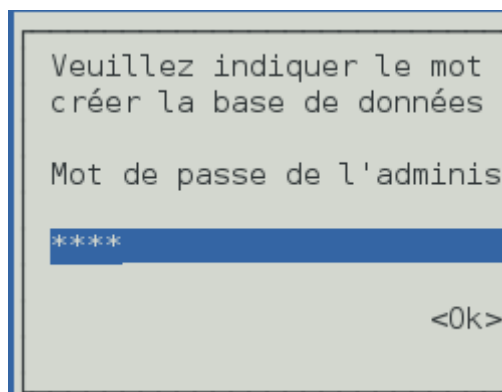 Veuillez indiquer le mot
créer la base de données
Mot de passe de l'adminis
****
<Ok>